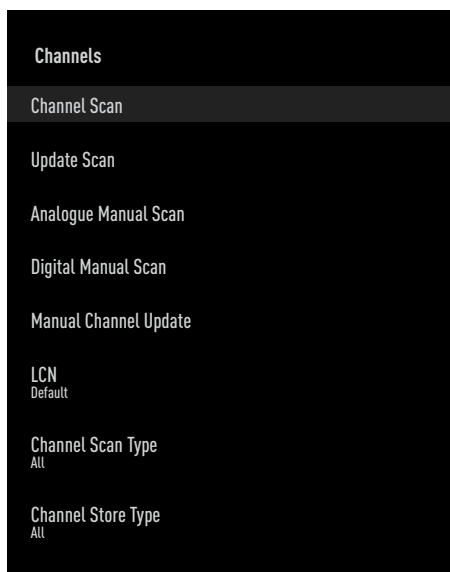 Channels
Channel Scan
Update Scan
Analogue Manual Scan
Digital Manual Scan
Manual Channel Update
LCN
Default
Channel Scan Type
All
Channel Store Type
All